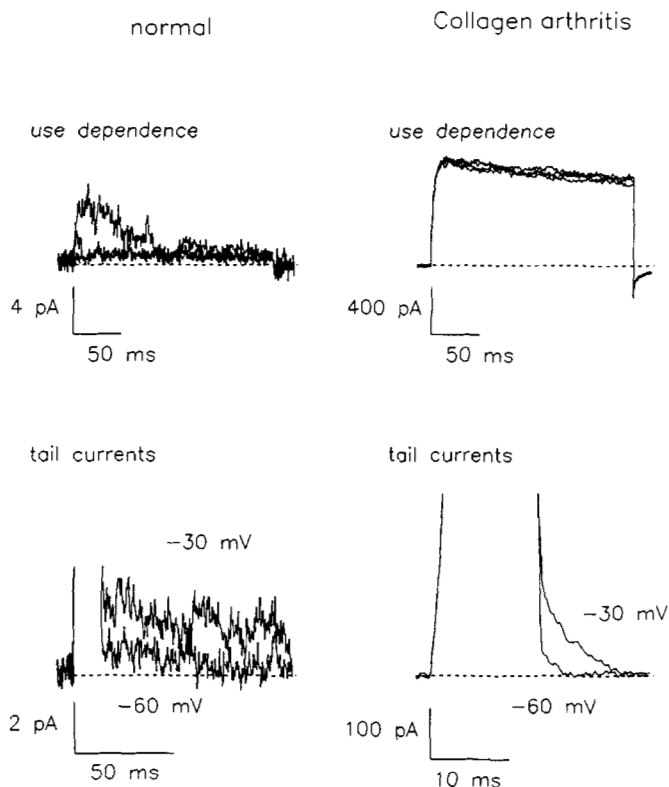 normal
use dependence
4 pA
50 ms
tail currents
−30 mV
−60 mV
2 pA
50 ms
Collagen arthritis
use dependence
400 pA
50 ms
tail currents
−30 mV
−60 mV
100 pA
10 ms